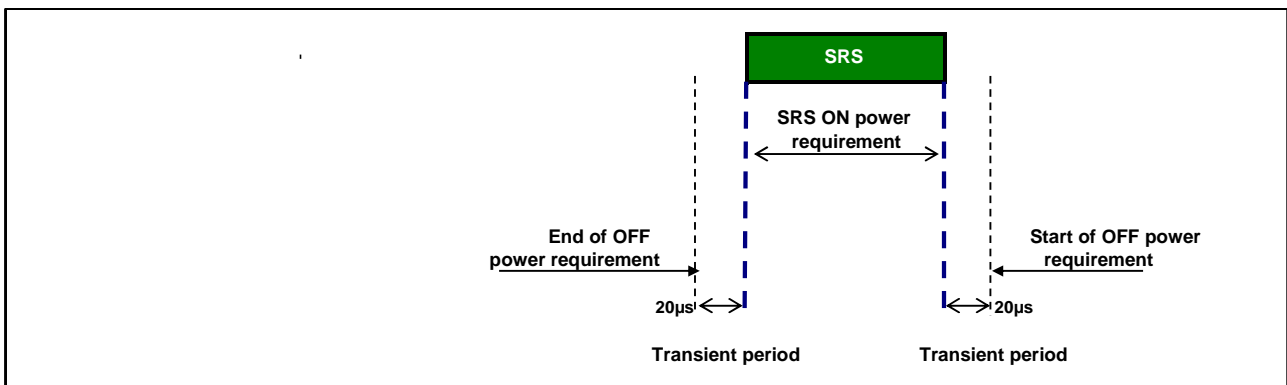 SRS
SRS ON power
requirement
End of OFF
power requirement
Start of OFF power
requirement
20µs
20µs
Transient period
Transient period